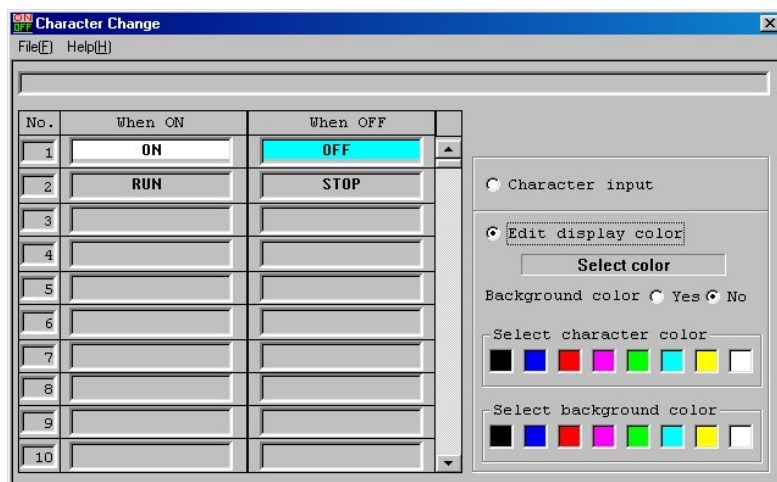 ON
OFF Character Change
File(F) Help(H)
No. When ON When OFF
1 ON OFF
2 RUN STOP
3
4
5
6
7
8
9
10
Character input
Edit display color
Select color
Background color Yes No
Select character color
Select background color